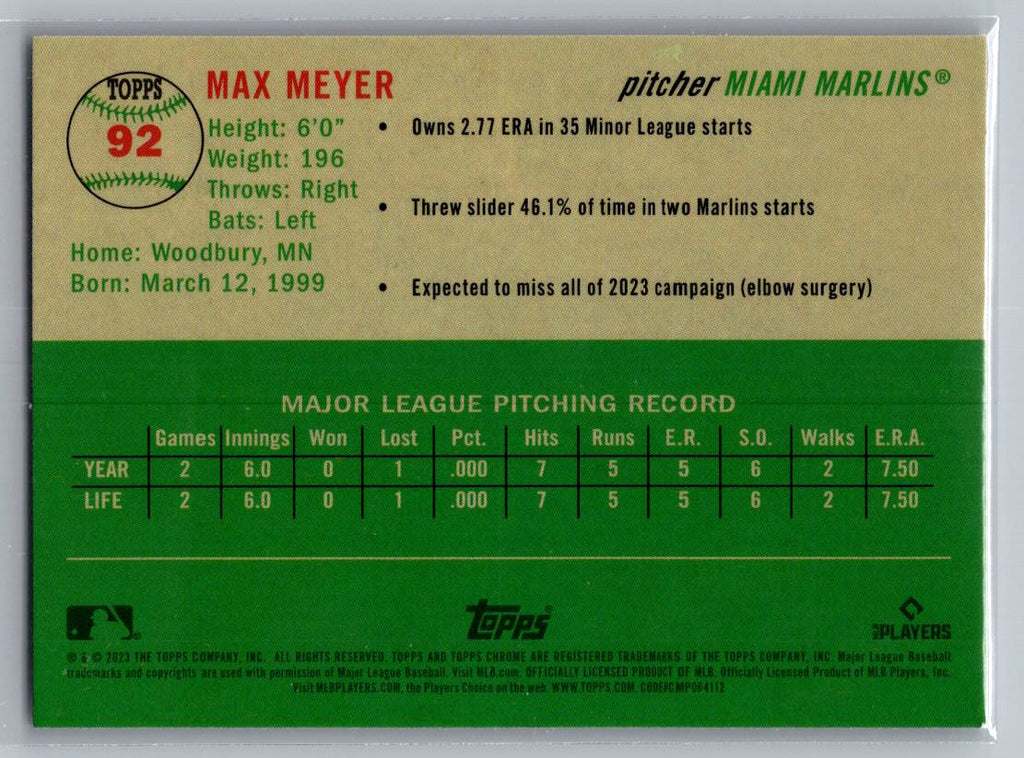 TOPPS
92
MAX MEYER
pitcher MIAMI MARLINS®
Height: 6'0"
Weight: 196
Throws: Right
Bats: Left
Home: Woodbury, MN
Born: March 12, 1999
• Owns 2.77 ERA in 35 Minor League starts
• Threw slider 46.1% of time in two Marlins starts
• Expected to miss all of 2023 campaign (elbow surgery)
MAJOR LEAGUE PITCHING RECORD
Games Innings Won Lost Pct. Hits Runs E.R. S.O. Walks E.R.A.
YEAR 2 6.0 0 1 .000 7 5 5 6 2 7.50
LIFE 2 6.0 0 1 .000 7 5 5 6 2 7.50
topps®
MLB PLAYERS
® & © 2023 THE TOPPS COMPANY, INC. ALL RIGHTS RESERVED. TOPPS AND TOPPS CHROME ARE REGISTERED TRADEMARKS OF THE TOPPS COMPANY, INC. Major League Baseball
trademarks and copyrights are used with permission of Major League Baseball. Visit MLB.com. OFFICIALLY LICENSED PRODUCT OF MLB. Officially Licensed Product of MLB Players, Inc.
Visit MLBPLAYERS.COM, the Players Choice on the web. WWW.TOPPS.COM. CODE#CMP084112